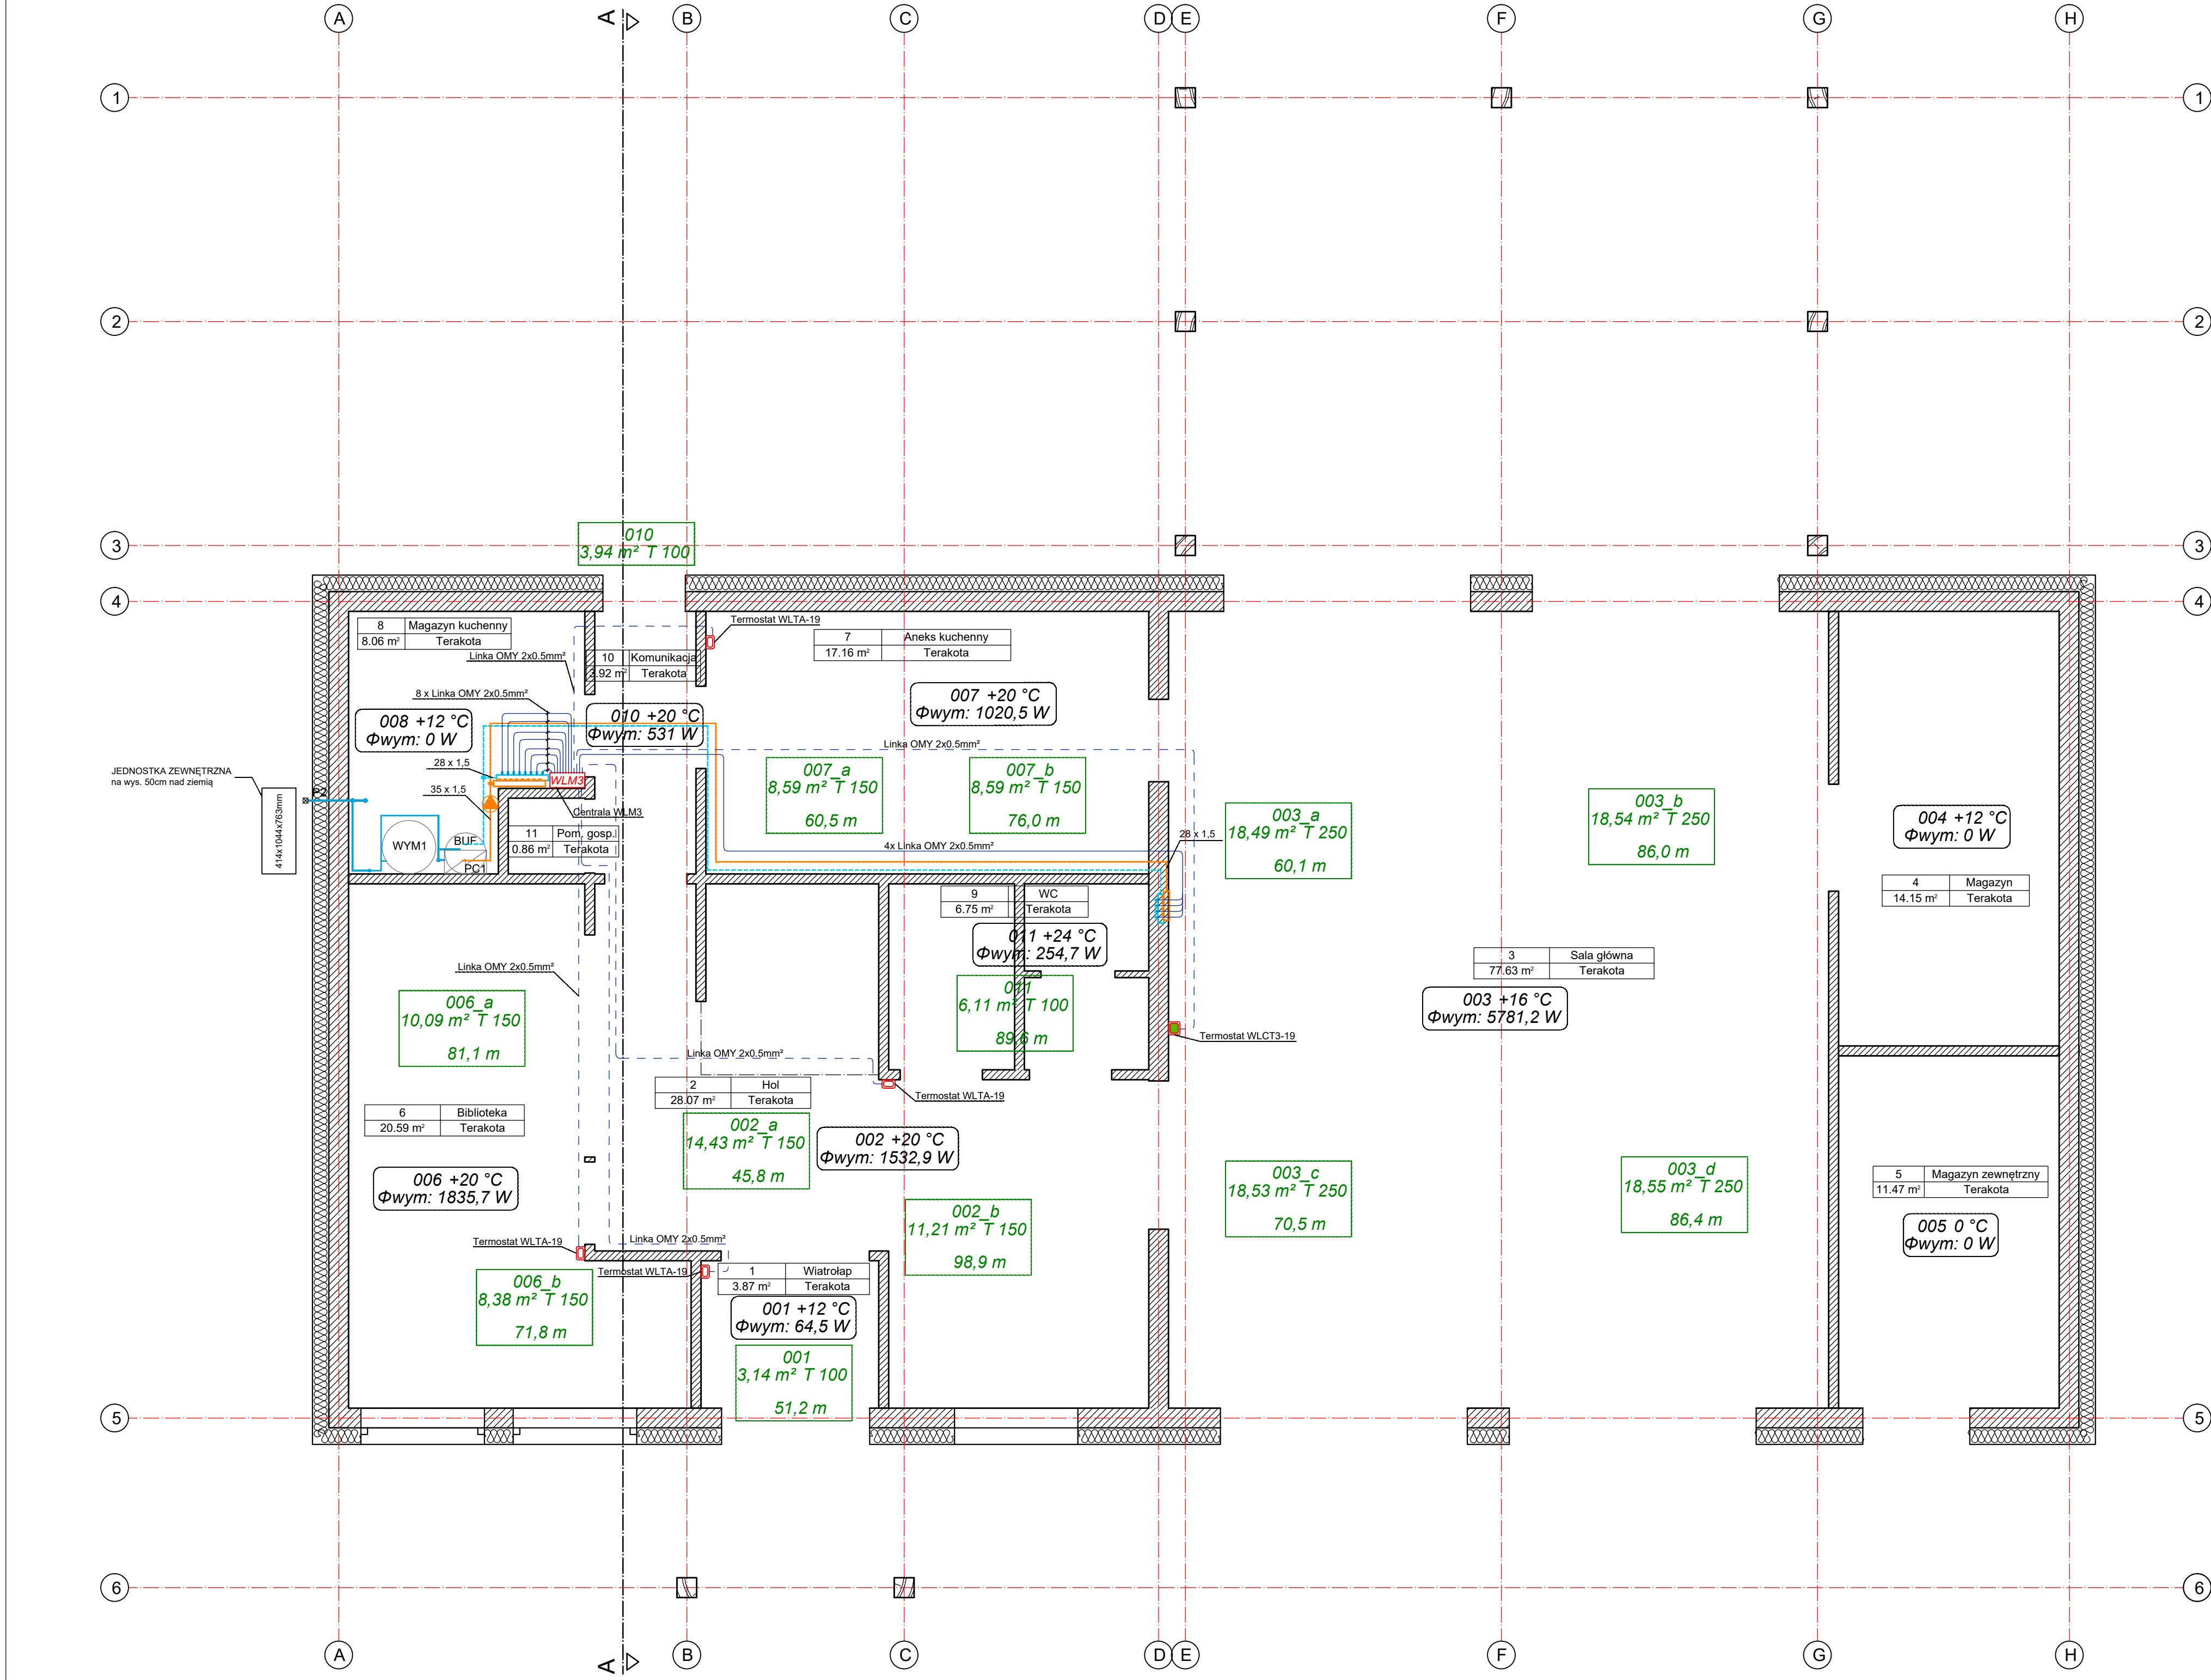 A
A
B
C
D
E
F
G
H
1
1
2
2
3
3
010
3,94 m² T 100
4
4
8 Magazyn kuchenny
8.06 m² Terakota
Linka OMY 2x0.5mm²
10 Komunikacja
3.92 m² Terakota
Termostat WLTA-19
7 Aneks kuchenny
17.16 m² Terakota
8 x Linka OMY 2x0.5mm²
008 +12 °C
Φwym: 0 W
010 +20 °C
Φwym: 531 W
007 +20 °C
Φwym: 1020,5 W
Linka OMY 2x0.5mm²
JEDNOSTKA ZEWNĘTRZNA
na wys. 50cm nad ziemią
414x1044x763mm
P2
28 x 1,5
35 x 1,5
WLM3
Centrala WLM3
WYM1
BUF
PC1
11 Pom. gosp.
0.86 m² Terakota
007_a
8,59 m² T 150
60,5 m
007_b
8,59 m² T 150
76,0 m
4x Linka OMY 2x0.5mm²
28 x 1,5
003_a
18,49 m² T 250
60,1 m
003_b
18,54 m² T 250
86,0 m
004 +12 °C
Φwym: 0 W
4 Magazyn
14.15 m² Terakota
9 WC
6.75 m² Terakota
011 +24 °C
Φwym: 254,7 W
011
6,11 m² T 100
89,6 m
3 Sala główna
77.63 m² Terakota
003 +16 °C
Φwym: 5781,2 W
Termostat WLCT3-19
Linka OMY 2x0.5mm²
006_a
10,09 m² T 150
81,1 m
Linka OMY 2x0.5mm²
2 Hol
28.07 m² Terakota
Termostat WLTA-19
6 Biblioteka
20.59 m² Terakota
002_a
14,43 m² T 150
45,8 m
002 +20 °C
Φwym: 1532,9 W
006 +20 °C
Φwym: 1835,7 W
002_b
11,21 m² T 150
98,9 m
003_c
18,53 m² T 250
70,5 m
003_d
18,55 m² T 250
86,4 m
5 Magazyn zewnętrzny
11.47 m² Terakota
005 0 °C
Φwym: 0 W
Termostat WLTA-19
Linka OMY 2x0.5mm²
Termostat WLTA-19
1 Wiatrołap
3.87 m² Terakota
006_b
8,38 m² T 150
71,8 m
001 +12 °C
Φwym: 64,5 W
001
3,14 m² T 100
51,2 m
5
5
6
6
A
A
B
C
D
E
F
G
H